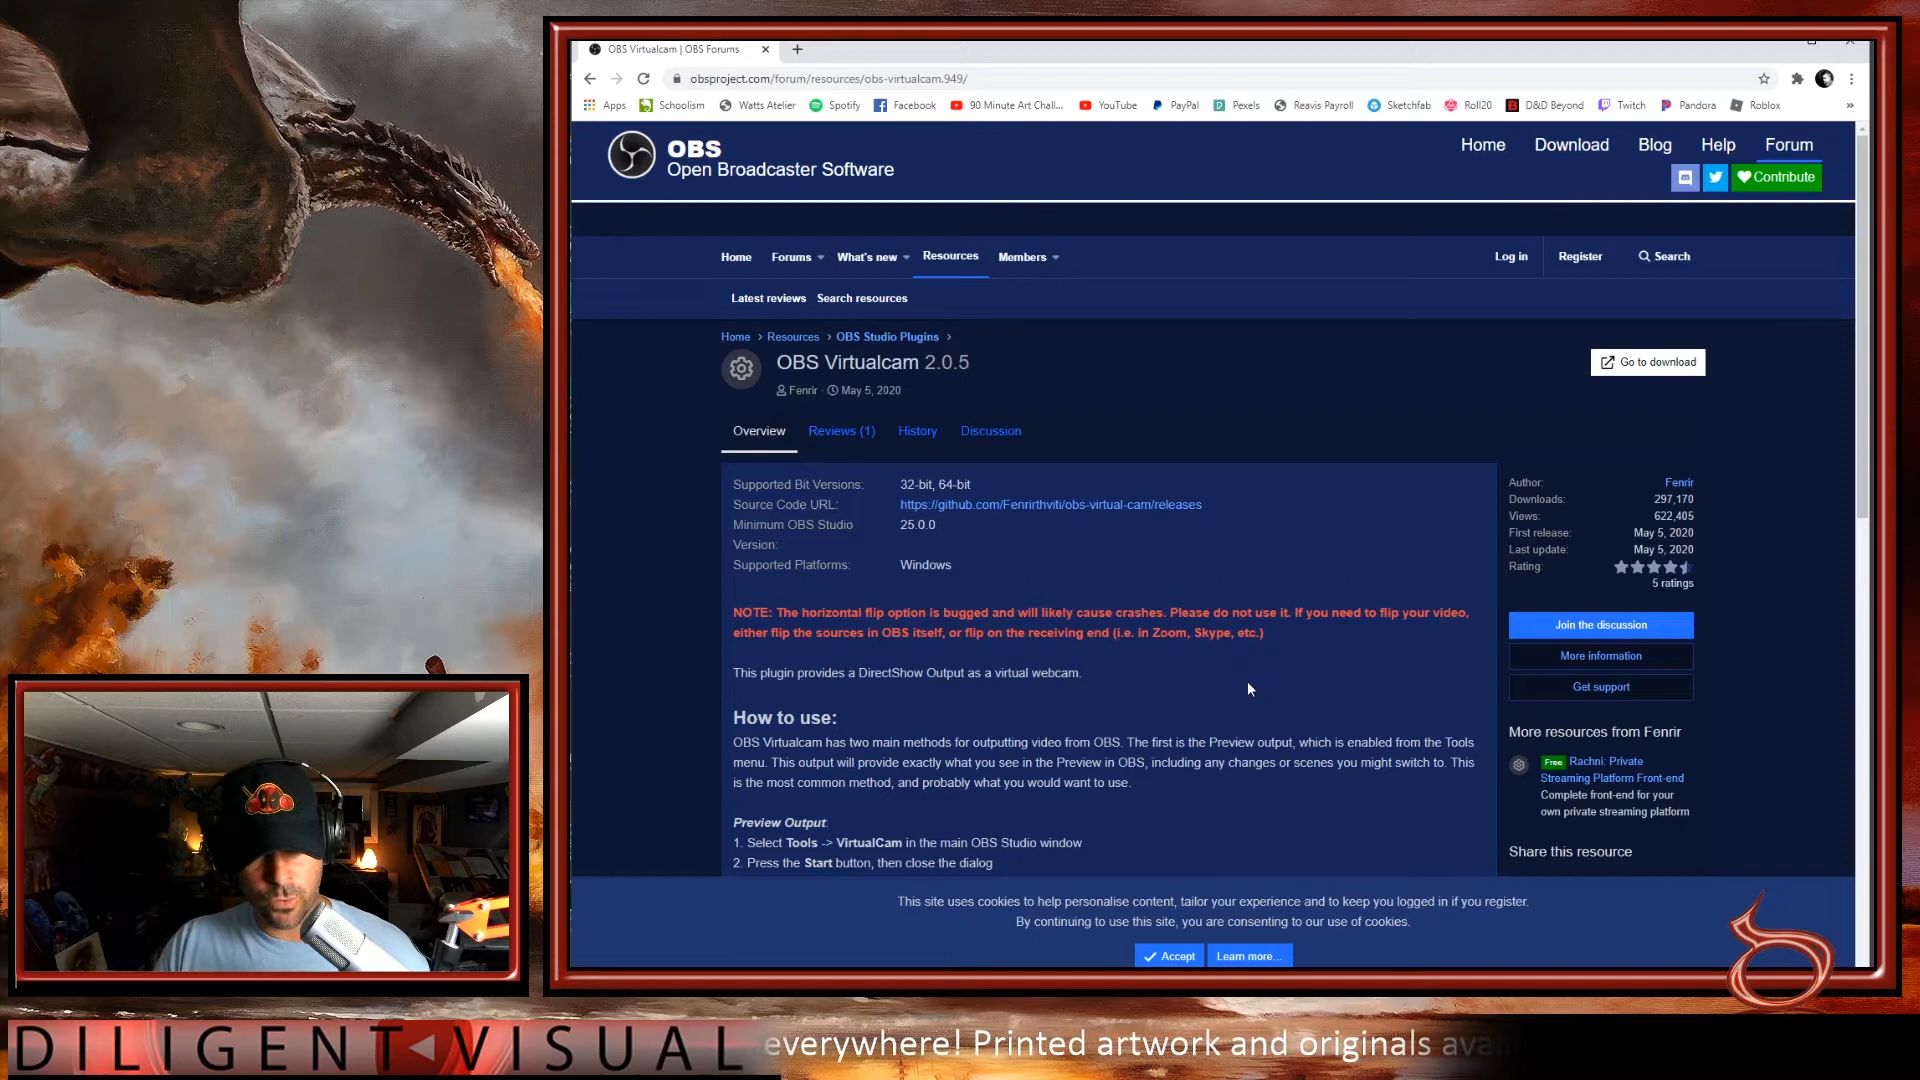 OBS Virtualcam | OBS Forums
obsproject.com/forum/resources/obs-virtualcam.949/
Apps Schoolism Watts Atelier Spotify Facebook 90 Minute Art Chall... YouTube PayPal Pexels Reavis Payroll Sketchfab Roll20 D&D Beyond Twitch Pandora Roblox »
OBS
Open Broadcaster Software
Home Download Blog Help Forum
Contribute
Home Forums What's new Resources Members Log in Register Search
Latest reviews Search resources
Home > Resources > OBS Studio Plugins >
OBS Virtualcam 2.0.5
Go to download
Fenrir · May 5, 2020
Overview Reviews (1) History Discussion
Supported Bit Versions: 32-bit, 64-bit
Source Code URL: https://github.com/Fenrirthviti/obs-virtual-cam/releases
Minimum OBS Studio 25.0.0
Version:
Supported Platforms: Windows
NOTE: The horizontal flip option is bugged and will likely cause crashes. Please do not use it. If you need to flip your video,
either flip the sources in OBS itself, or flip on the receiving end (i.e. in Zoom, Skype, etc.)
This plugin provides a DirectShow Output as a virtual webcam.
How to use:
OBS Virtualcam has two main methods for outputting video from OBS. The first is the Preview output, which is enabled from the Tools
menu. This output will provide exactly what you see in the Preview in OBS, including any changes or scenes you might switch to. This
is the most common method, and probably what you would want to use.
Preview Output:
1. Select Tools -> VirtualCam in the main OBS Studio window
2. Press the Start button, then close the dialog
Author: Fenrir
Downloads: 297,170
Views: 622,405
First release: May 5, 2020
Last update: May 5, 2020
Rating:
5 ratings
Join the discussion
More information
Get support
More resources from Fenrir
Free Rachni: Private
Streaming Platform Front-end
Complete front-end for your
own private streaming platform
Share this resource
This site uses cookies to help personalise content, tailor your experience and to keep you logged in if you register.
By continuing to use this site, you are consenting to our use of cookies.
Accept Learn more...
DILIGENT VISUAL
everywhere! Printed artwork and originals avai